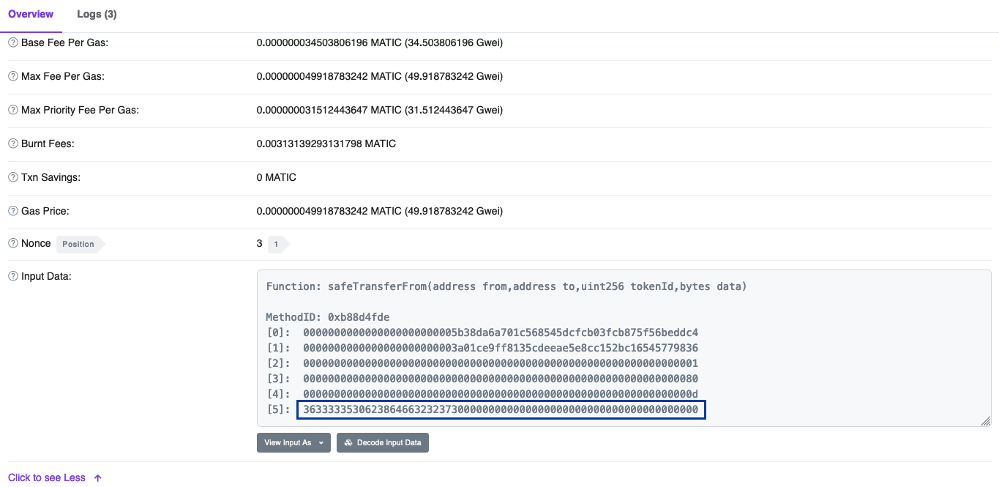 Overview Logs (3)
Base Fee Per Gas: 0.000000034503806196 MATIC (34.503806196 Gwei)
Max Fee Per Gas: 0.000000049918783242 MATIC (49.918783242 Gwei)
Max Priority Fee Per Gas: 0.000000031512443647 MATIC (31.512443647 Gwei)
Burnt Fees: 0.00313139293131798 MATIC
Txn Savings: 0 MATIC
Gas Price: 0.000000049918783242 MATIC (49.918783242 Gwei)
Nonce Position 3 1
Input Data:
Function: safeTransferFrom(address from,address to,uint256 tokenId,bytes data)
MethodID: 0xb88d4fde
[0]: 0000000000000000000000005b38da6a701c568545dcfcb03fcb875f56beddc4
[1]: 0000000000000000000000003a01ce9ff8135cdeeae5e8cc152bc16545779836
[2]: 0000000000000000000000000000000000000000000000000000000000000001
[3]: 0000000000000000000000000000000000000000000000000000000000000080
[4]: 000000000000000000000000000000000000000000000000000000000000000d
[5]: 3633333530623864663232373000000000000000000000000000000000000000
View Input As Decode Input Data
Click to see Less